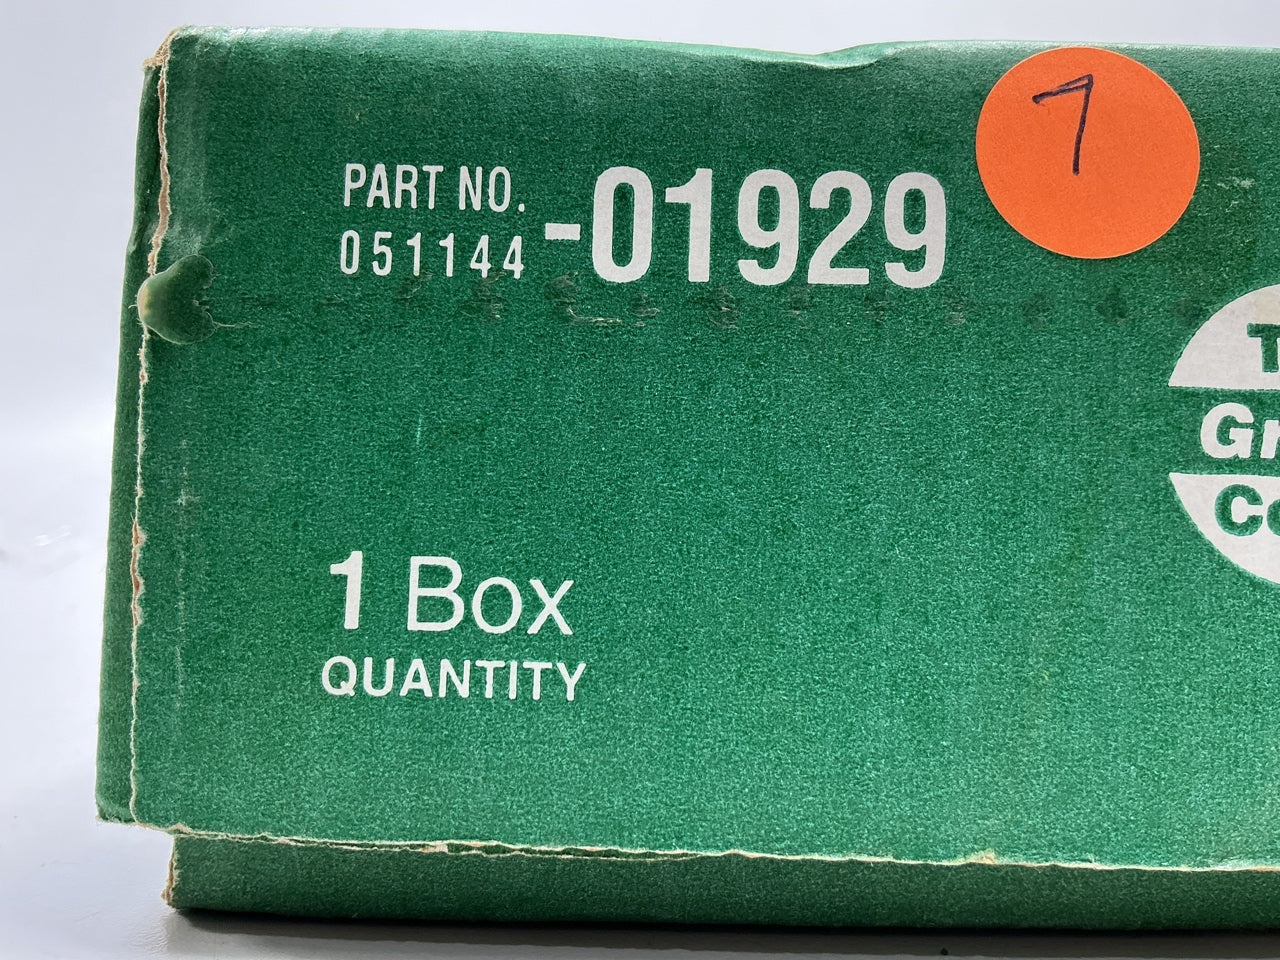 PART NO.
051144-01929
7
1 Box
QUANTITY